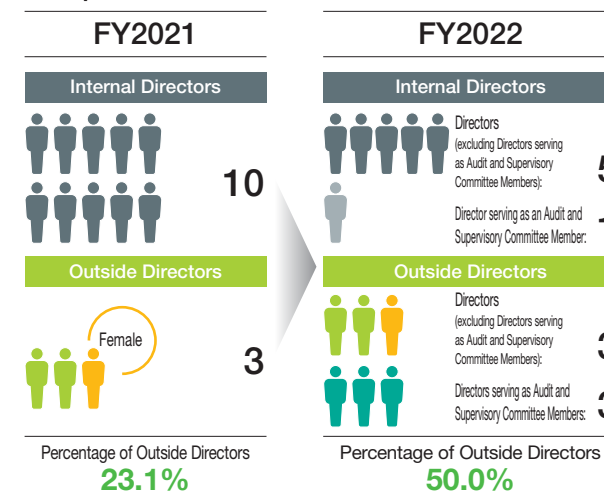 FY2021
Internal Directors
10
Outside Directors
Female
3
Percentage of Outside Directors
23.1%
FY2022
Internal Directors
Directors
(excluding Directors serving
as Audit and Supervisory
Committee Members):
Director serving as an Audit and
Supervisory Committee Member:
Outside Directors
Directors
(excluding Directors serving
as Audit and Supervisory
Committee Members):
Directors serving as Audit and
Supervisory Committee Members:
Percentage of Outside Directors
50.0%